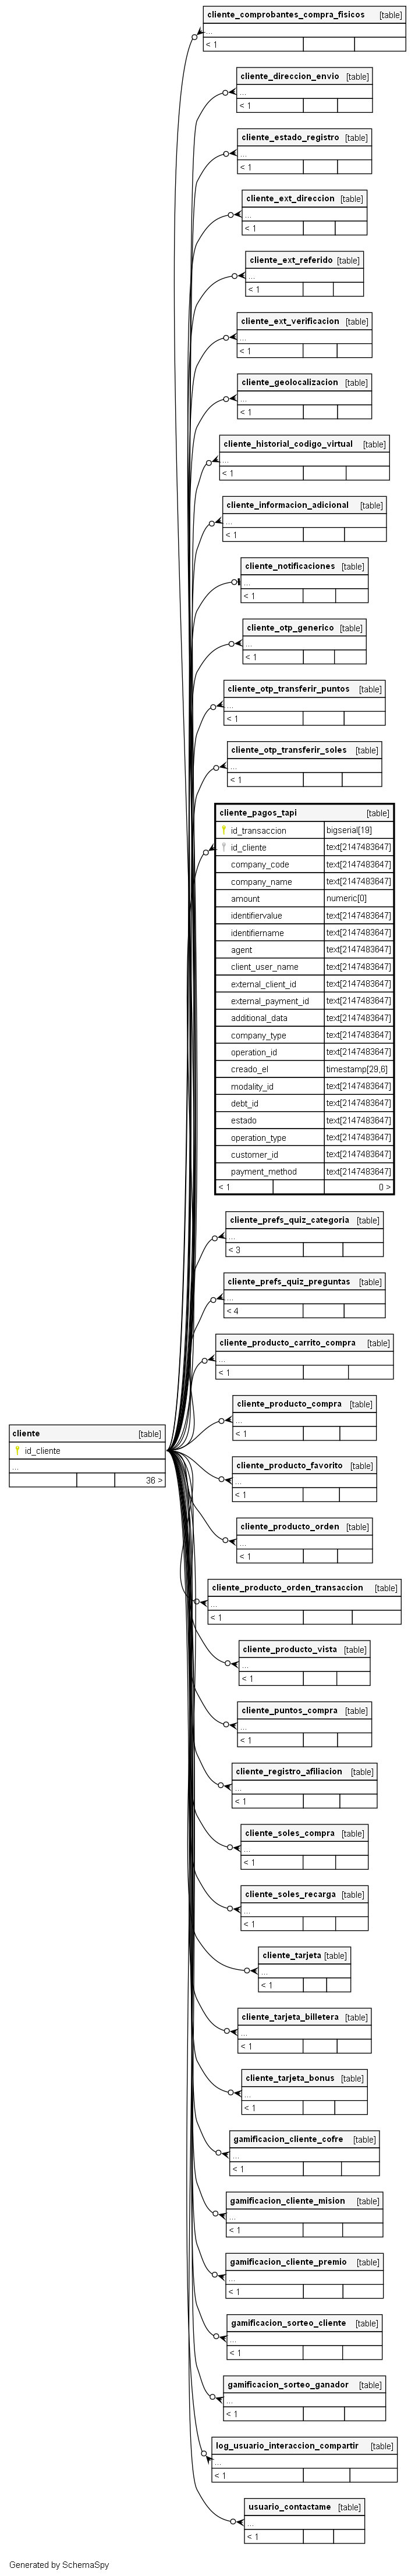 cliente_comprobantes_compra_fisicos [table]
...
< 1
cliente_direccion_envio [table]
...
< 1
cliente_estado_registro [table]
...
< 1
cliente_ext_direccion [table]
...
< 1
cliente_ext_referido [table]
...
< 1
cliente_ext_verificacion [table]
...
< 1
cliente_geolocalizacion [table]
...
< 1
cliente_historial_codigo_virtual [table]
...
< 1
cliente_informacion_adicional [table]
...
< 1
cliente_notificaciones [table]
...
< 1
cliente_otp_generico [table]
...
< 1
cliente_otp_transferir_puntos [table]
...
< 1
cliente_otp_transferir_soles [table]
...
< 1
cliente_pagos_tapi [table]
id_transaccion bigserial[19]
id_cliente text[2147483647]
company_code text[2147483647]
company_name text[2147483647]
amount numeric[0]
identifiervalue text[2147483647]
identifiername text[2147483647]
agent text[2147483647]
client_user_name text[2147483647]
external_client_id text[2147483647]
external_payment_id text[2147483647]
additional_data text[2147483647]
company_type text[2147483647]
operation_id text[2147483647]
creado_el timestamp[29,6]
modality_id text[2147483647]
debt_id text[2147483647]
estado text[2147483647]
operation_type text[2147483647]
customer_id text[2147483647]
payment_method text[2147483647]
< 1 0 >
cliente_prefs_quiz_categoria [table]
...
< 3
cliente_prefs_quiz_preguntas [table]
...
< 4
cliente_producto_carrito_compra [table]
...
< 1
cliente_producto_compra [table]
...
< 1
cliente [table]
id_cliente
...
36 >
cliente_producto_favorito [table]
...
< 1
cliente_producto_orden [table]
...
< 1
cliente_producto_orden_transaccion [table]
...
< 1
cliente_producto_vista [table]
...
< 1
cliente_puntos_compra [table]
...
< 1
cliente_registro_afiliacion [table]
...
< 1
cliente_soles_compra [table]
...
< 1
cliente_soles_recarga [table]
...
< 1
cliente_tarjeta [table]
...
< 1
cliente_tarjeta_billetera [table]
...
< 1
cliente_tarjeta_bonus [table]
...
< 1
gamificacion_cliente_cofre [table]
...
< 1
gamificacion_cliente_mision [table]
...
< 1
gamificacion_cliente_premio [table]
...
< 1
gamificacion_sorteo_cliente [table]
...
< 1
gamificacion_sorteo_ganador [table]
...
< 1
log_usuario_interaccion_compartir [table]
...
< 1
usuario_contactame [table]
...
< 1
Generated by SchemaSpy